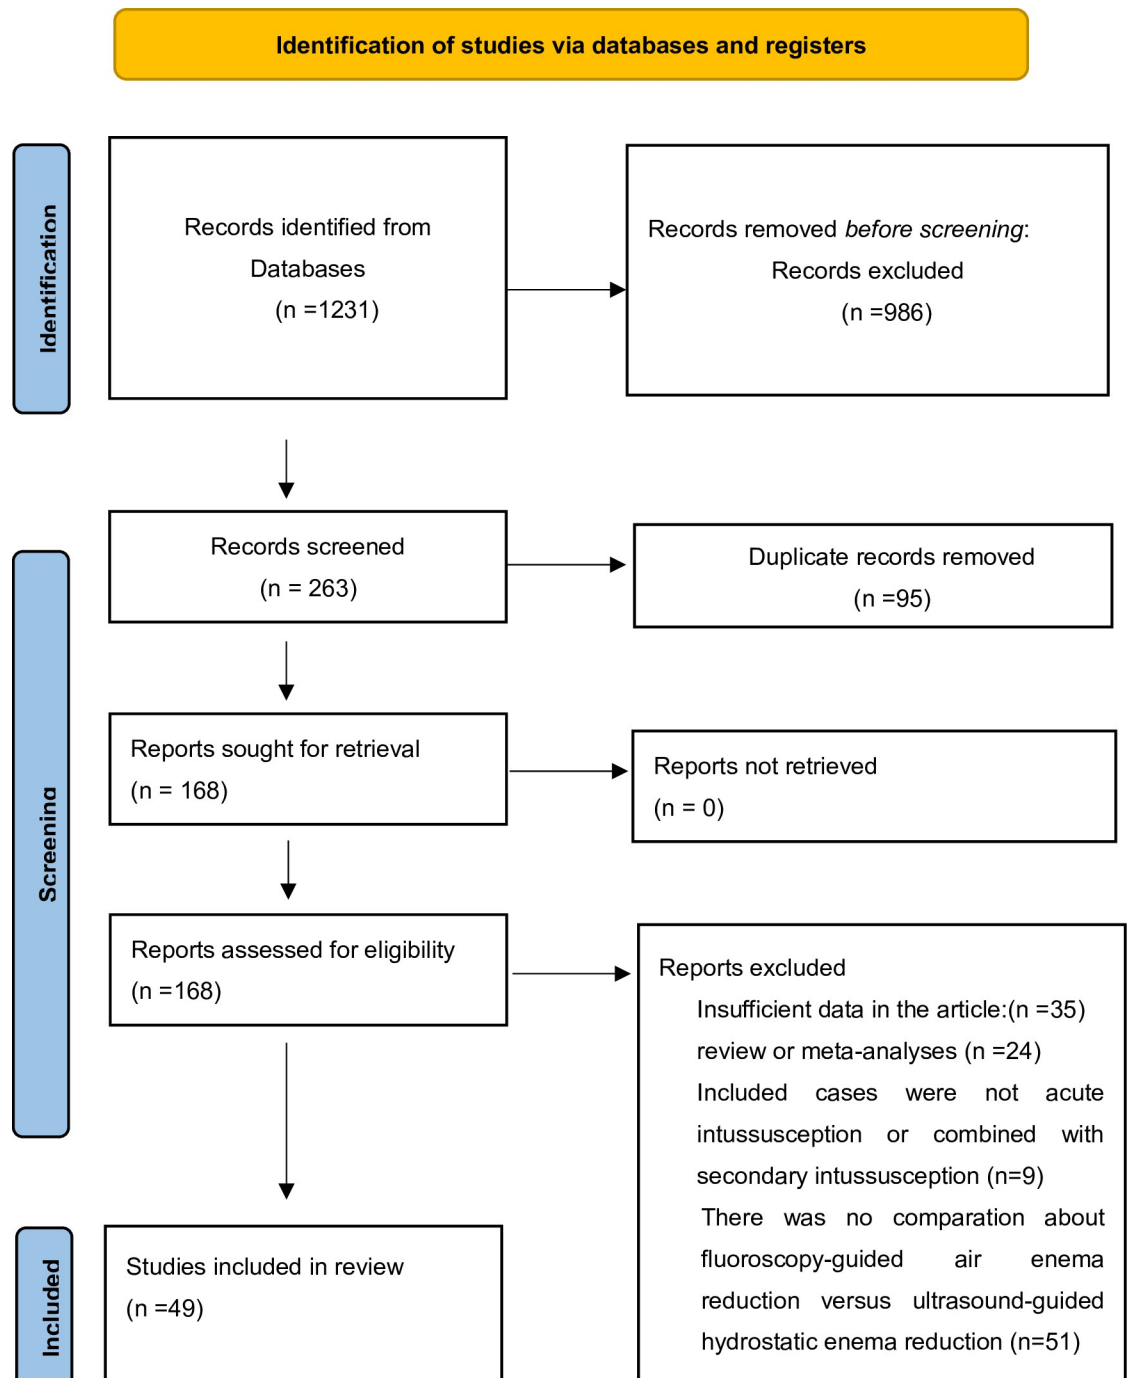 Identification of studies via databases and registers
Identification
Records identified from
Databases
(n =1231)
Records removed before screening:
Records excluded
(n =986)
Screening
Records screened
(n = 263)
Duplicate records removed
(n =95)
Reports sought for retrieval
(n = 168)
Reports not retrieved
(n = 0)
Reports assessed for eligibility
(n =168)
Reports excluded
Insufficient data in the article:(n =35)
review or meta-analyses (n =24)
Included cases were not acute
intussusception or combined with
secondary intussusception (n=9)
There was no comparation about
fluoroscopy-guided air enema
reduction versus ultrasound-guided
hydrostatic enema reduction (n=51)
Included
Studies included in review
(n =49)